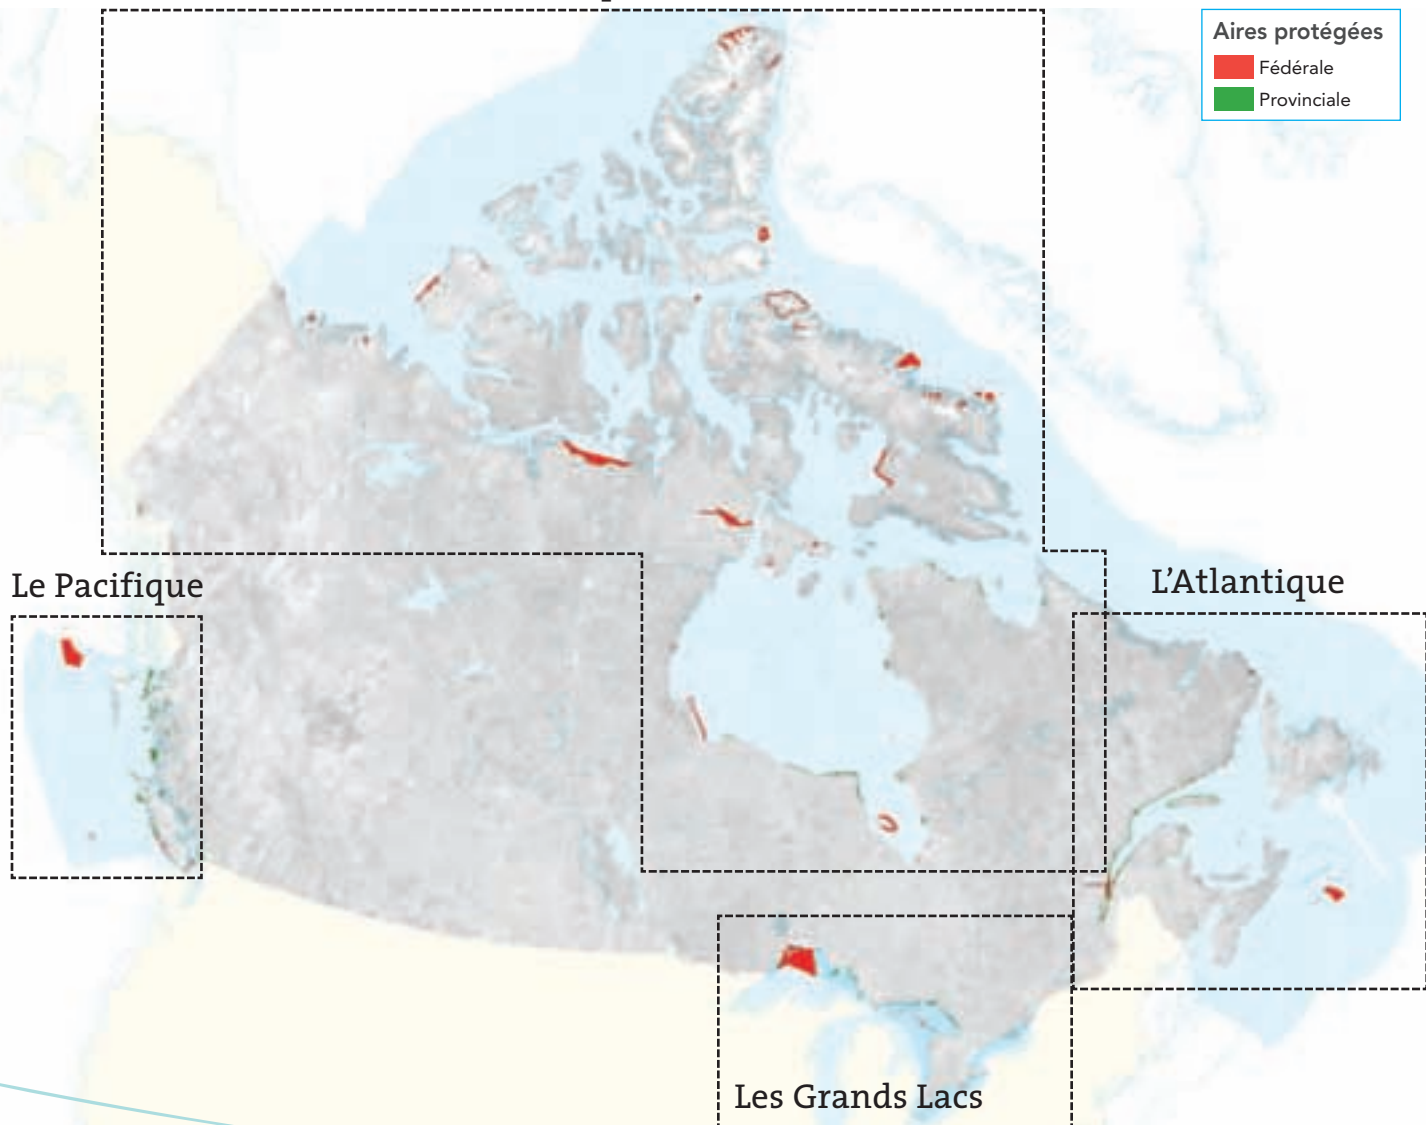 Aires protégées
Fédérale
Provinciale
Le Pacifique
L'Atlantique
Les Grands Lacs